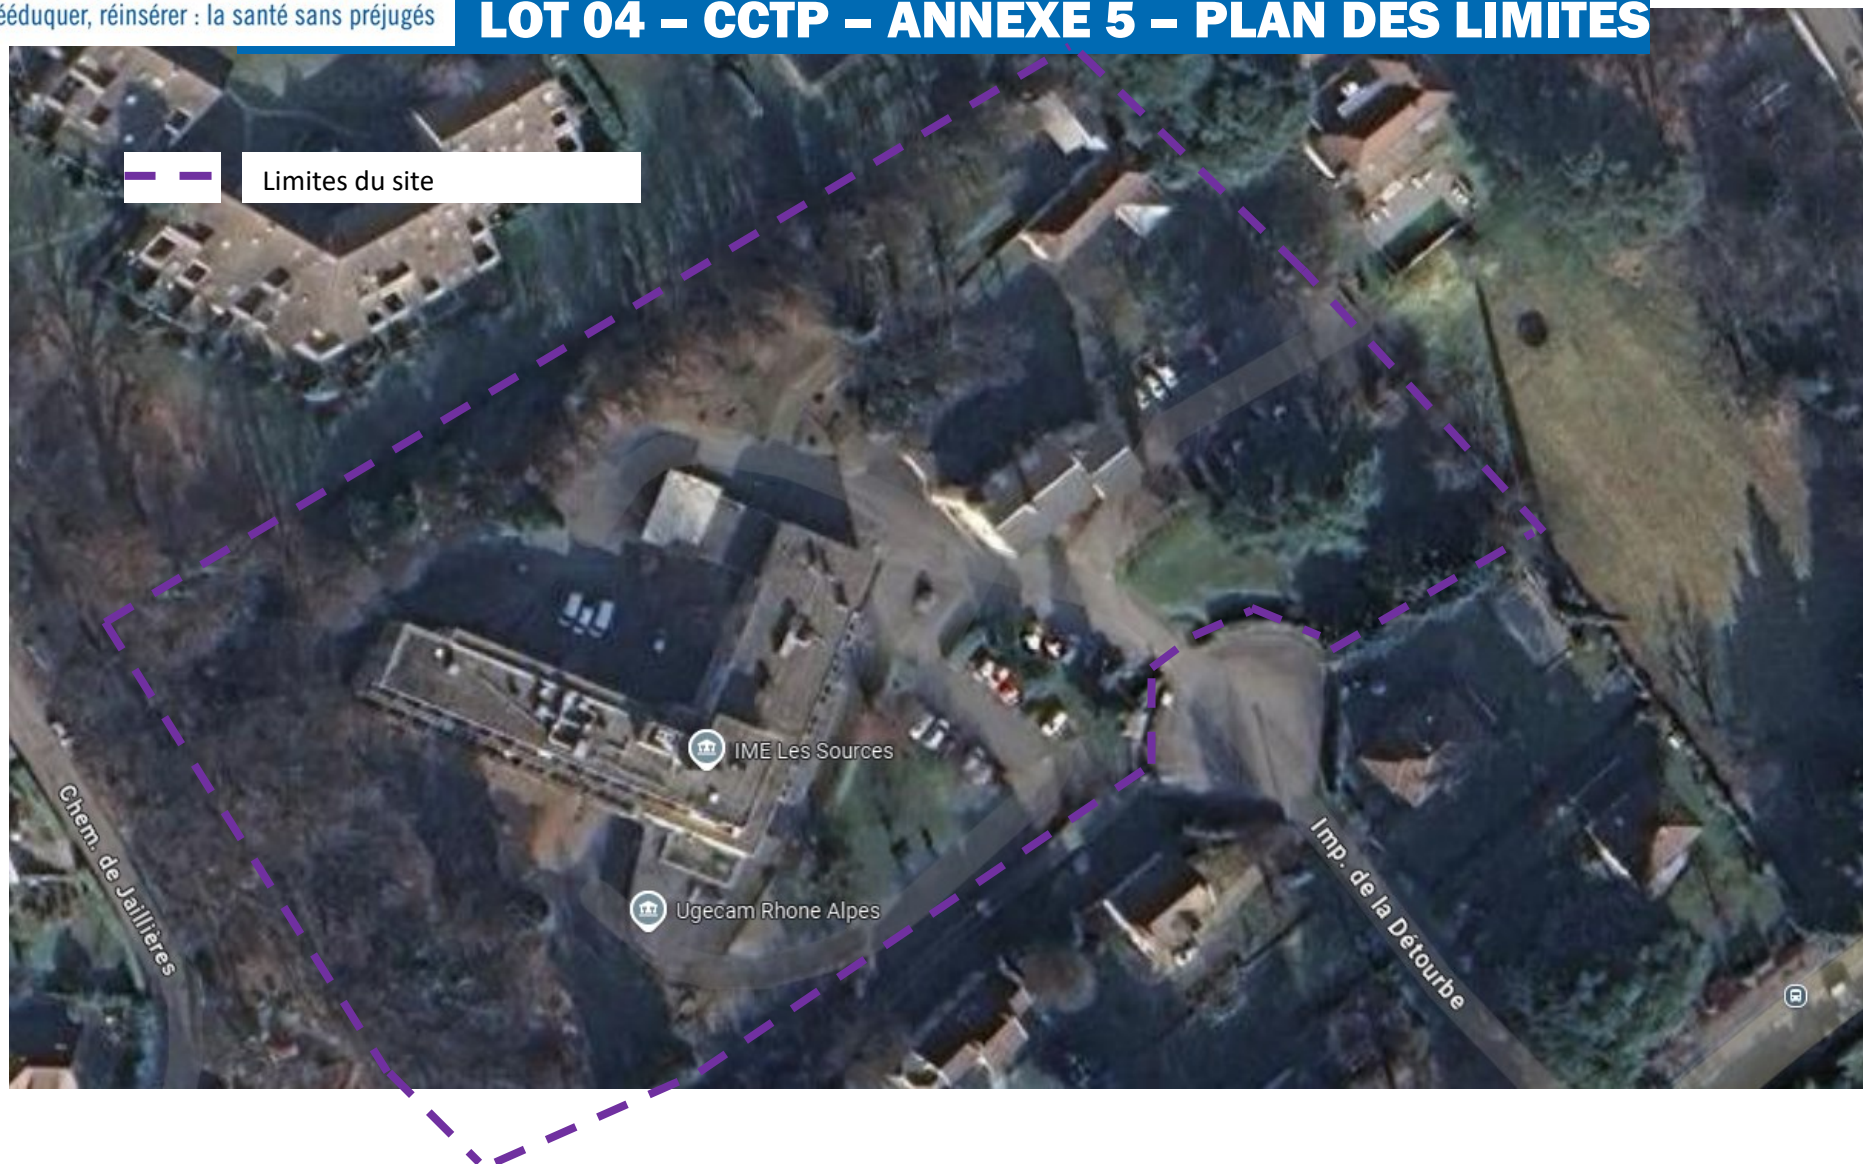 rééduquer, réinsérer : la santé sans préjugés
LOT 04 – CCTP – ANNEXE 5 – PLAN DES LIMITES
Limites du site
IME Les Sources
Ugecam Rhone Alpes
Chem. de Jaillières
Imp. de la Détourbe